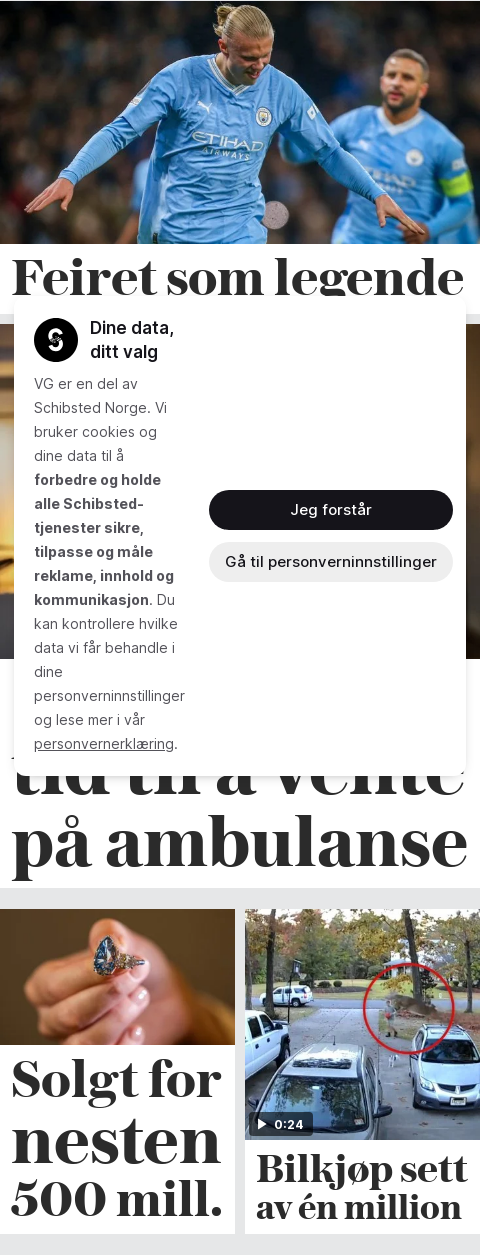 ETIHAD
AIRWAYS
Feiret som legende
Dine data,
ditt valg
VG er en del av
Schibsted Norge. Vi
bruker cookies og
dine data til å
forbedre og holde
alle Schibsted-
tjenester sikre,
tilpasse og måle
reklame, innhold og
kommunikasjon. Du
kan kontrollere hvilke
data vi får behandle i
dine
personverninnstillinger
og lese mer i vår
personvernerklæring.
Jeg forstår
Gå til personverninnstillinger
tid til å vente
på ambulanse
Solgt for
nesten
500 mill.
0:24
Bilkjøp sett
av én million